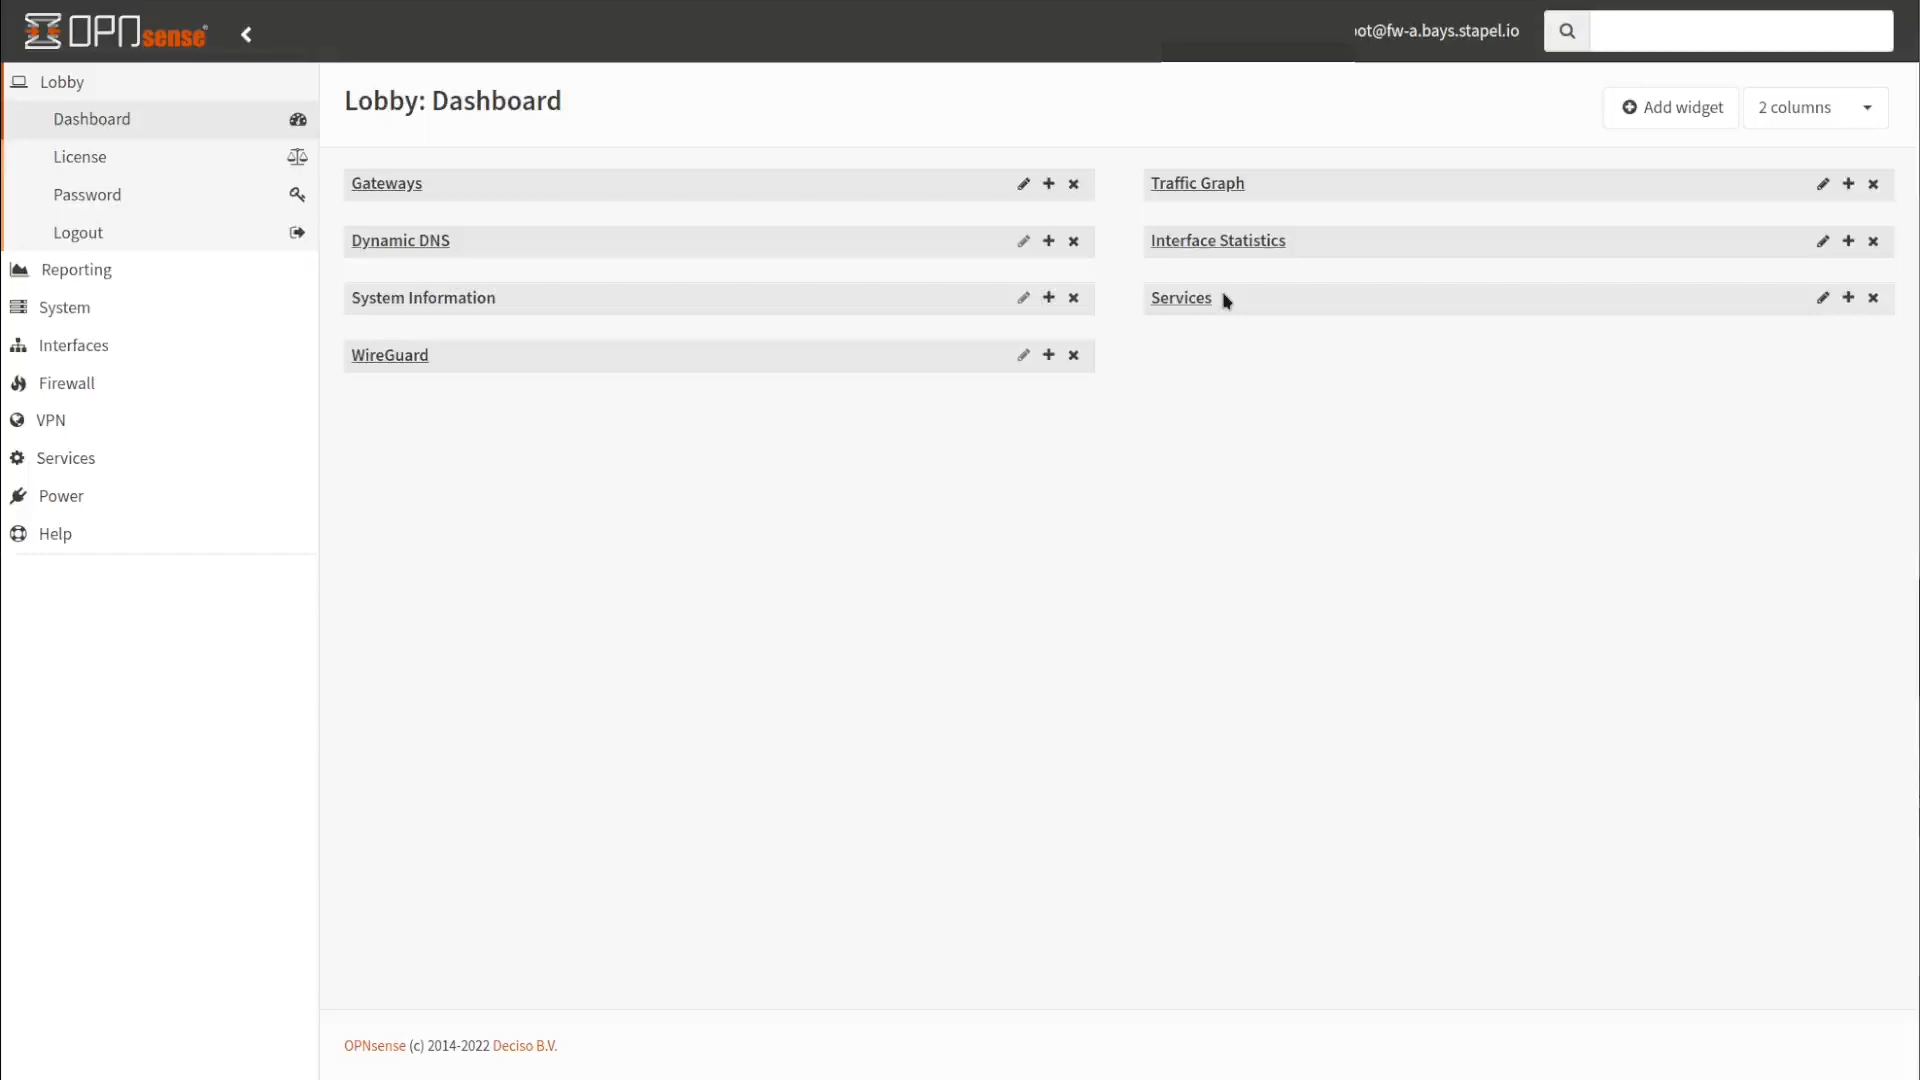 OPNsense
ot@fw-a.bays.stapel.io
Lobby
Dashboard
License
Password
Logout
Reporting
System
Interfaces
Firewall
VPN
Services
Power
Help
Lobby: Dashboard
Add widget
2 columns
Gateways
Dynamic DNS
System Information
WireGuard
Traffic Graph
Interface Statistics
Services
OPNsense (c) 2014-2022 Deciso B.V.